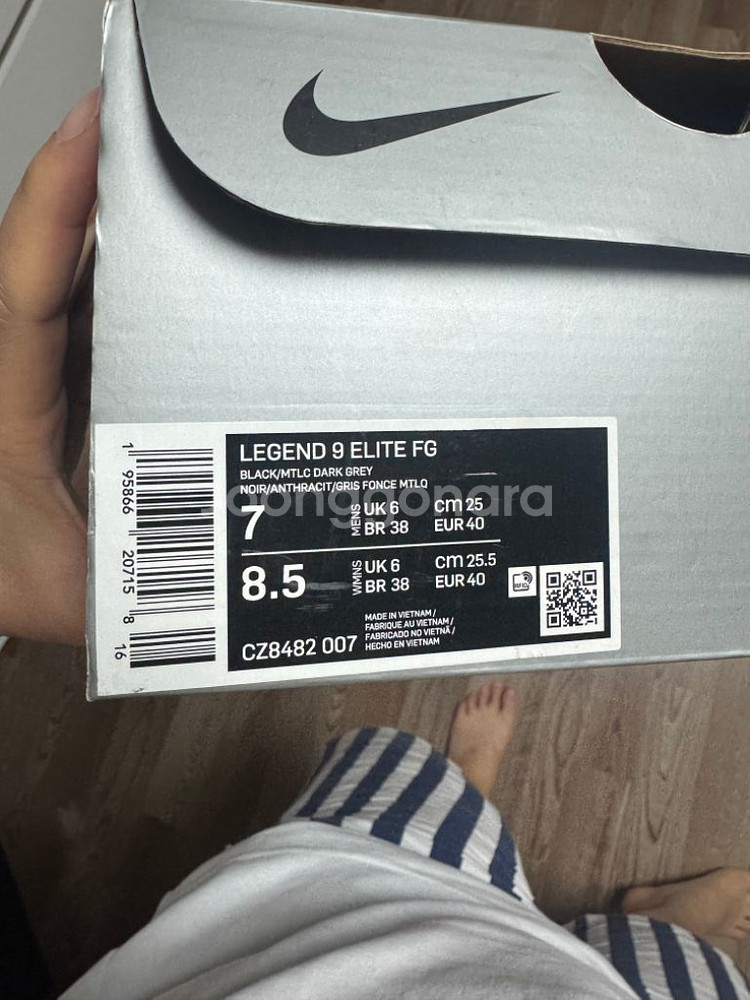 LEGEND 9 ELITE FG
BLACK/MTLC DARK GREY
NOIR/ANTHRACIT/GRIS FONCE MTLQ
joonggonara
7 MENS UK 6 cm 25
BR 38 EUR 40
8.5 WMNS UK 6 cm 25.5
BR 38 EUR 40
CZ8482 007
MADE IN VIETNAM /
FABRIQUE AU VIETNAM /
FABRICADO NO VIETNÃ /
HECHO EN VIETNAM
1 95866 20715 8 16